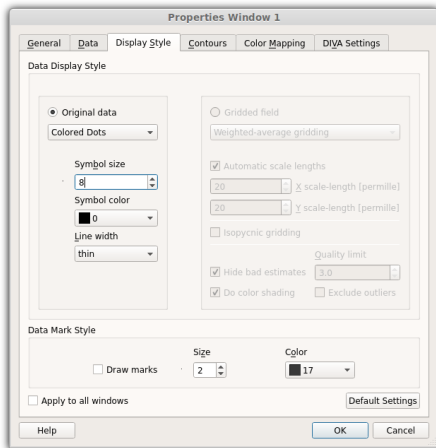 Properties Window 1
General Data Display Style Contours Color Mapping DIVA Settings
Data Display Style
Original data
Colored Dots
Symbol size
8
Symbol color
0
Line width
thin
Gridded field
Weighted-average gridding
Automatic scale lengths
20 X scale-length [permille]
20 Y scale-length [permille]
Isopycnic gridding
Quality limit
Hide bad estimates 3.0
Do color shading Exclude outliers
Data Mark Style
Size Color
Draw marks 2 17
Apply to all windows Default Settings
Help OK Cancel